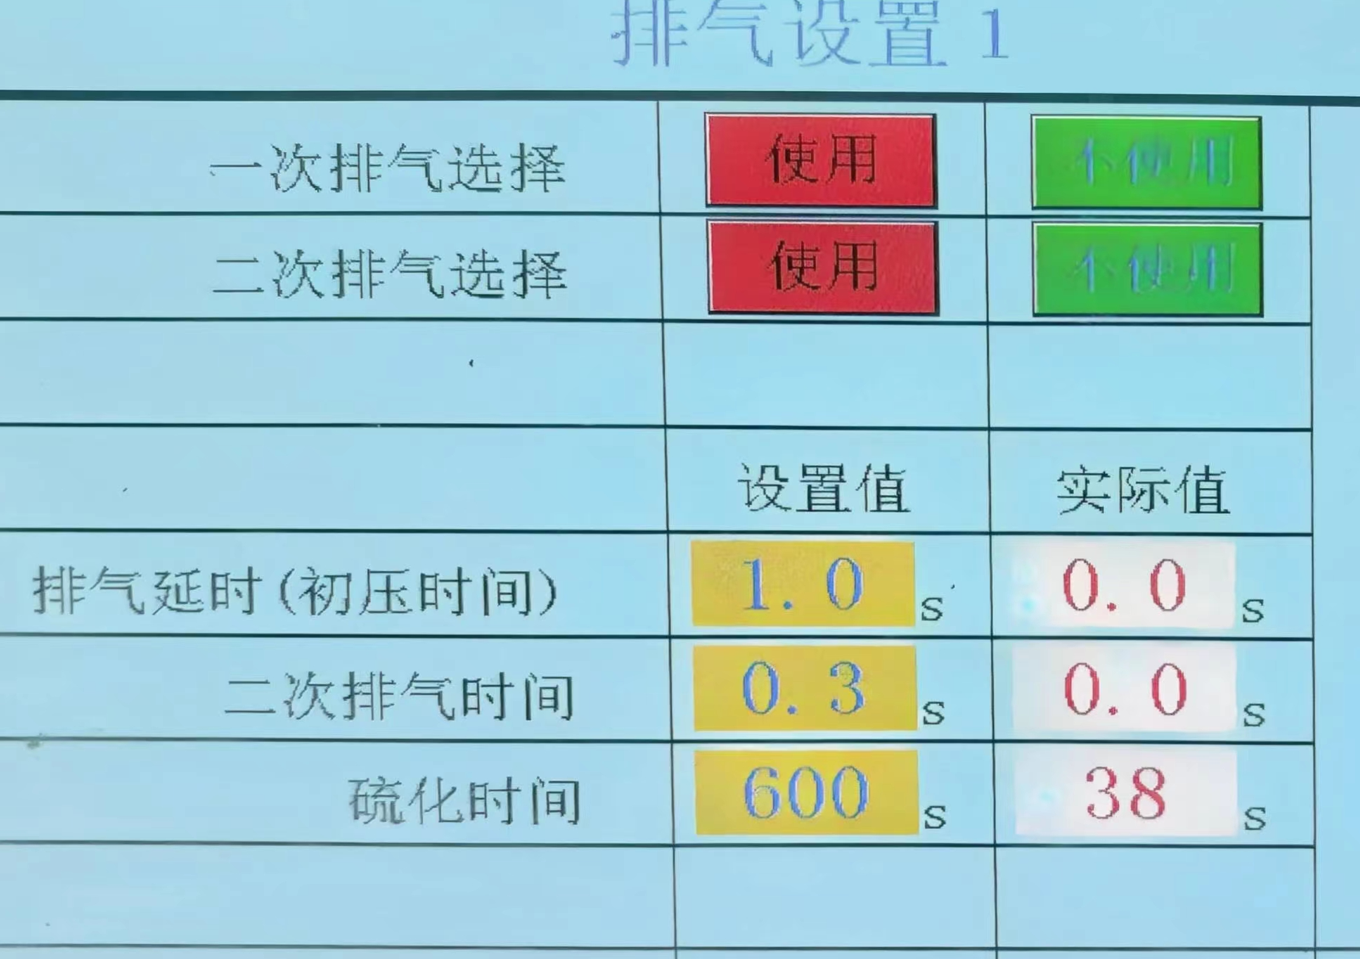 排气设置 1
一次排气选择 使用 不使用
二次排气选择 使用 不使用
设置值 实际值
排气延时(初压时间) 1.0 s 0.0 s
二次排气时间 0.3 s 0.0 s
硫化时间 600 s 38 s